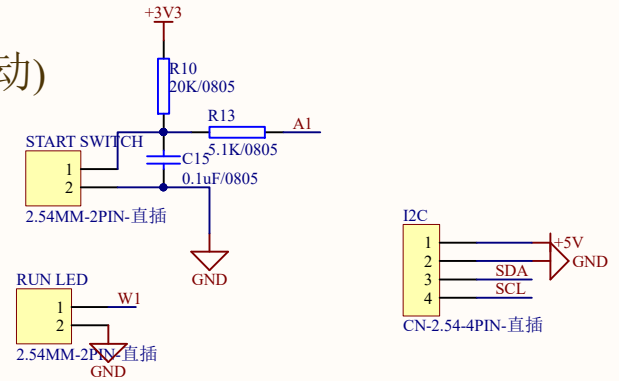 +3V3
动)
R10
20K/0805
R13
A1
START SWITCH
5.1K/0805
C15
1
2
0.1uF/0805
2.54MM-2PIN-直插
GND
I2C
1
+5V
2
GND
3
SDA
4
SCL
CN-2.54-4PIN-直插
RUN LED
1
W1
2
2.54MM-2PIN-直插
GND